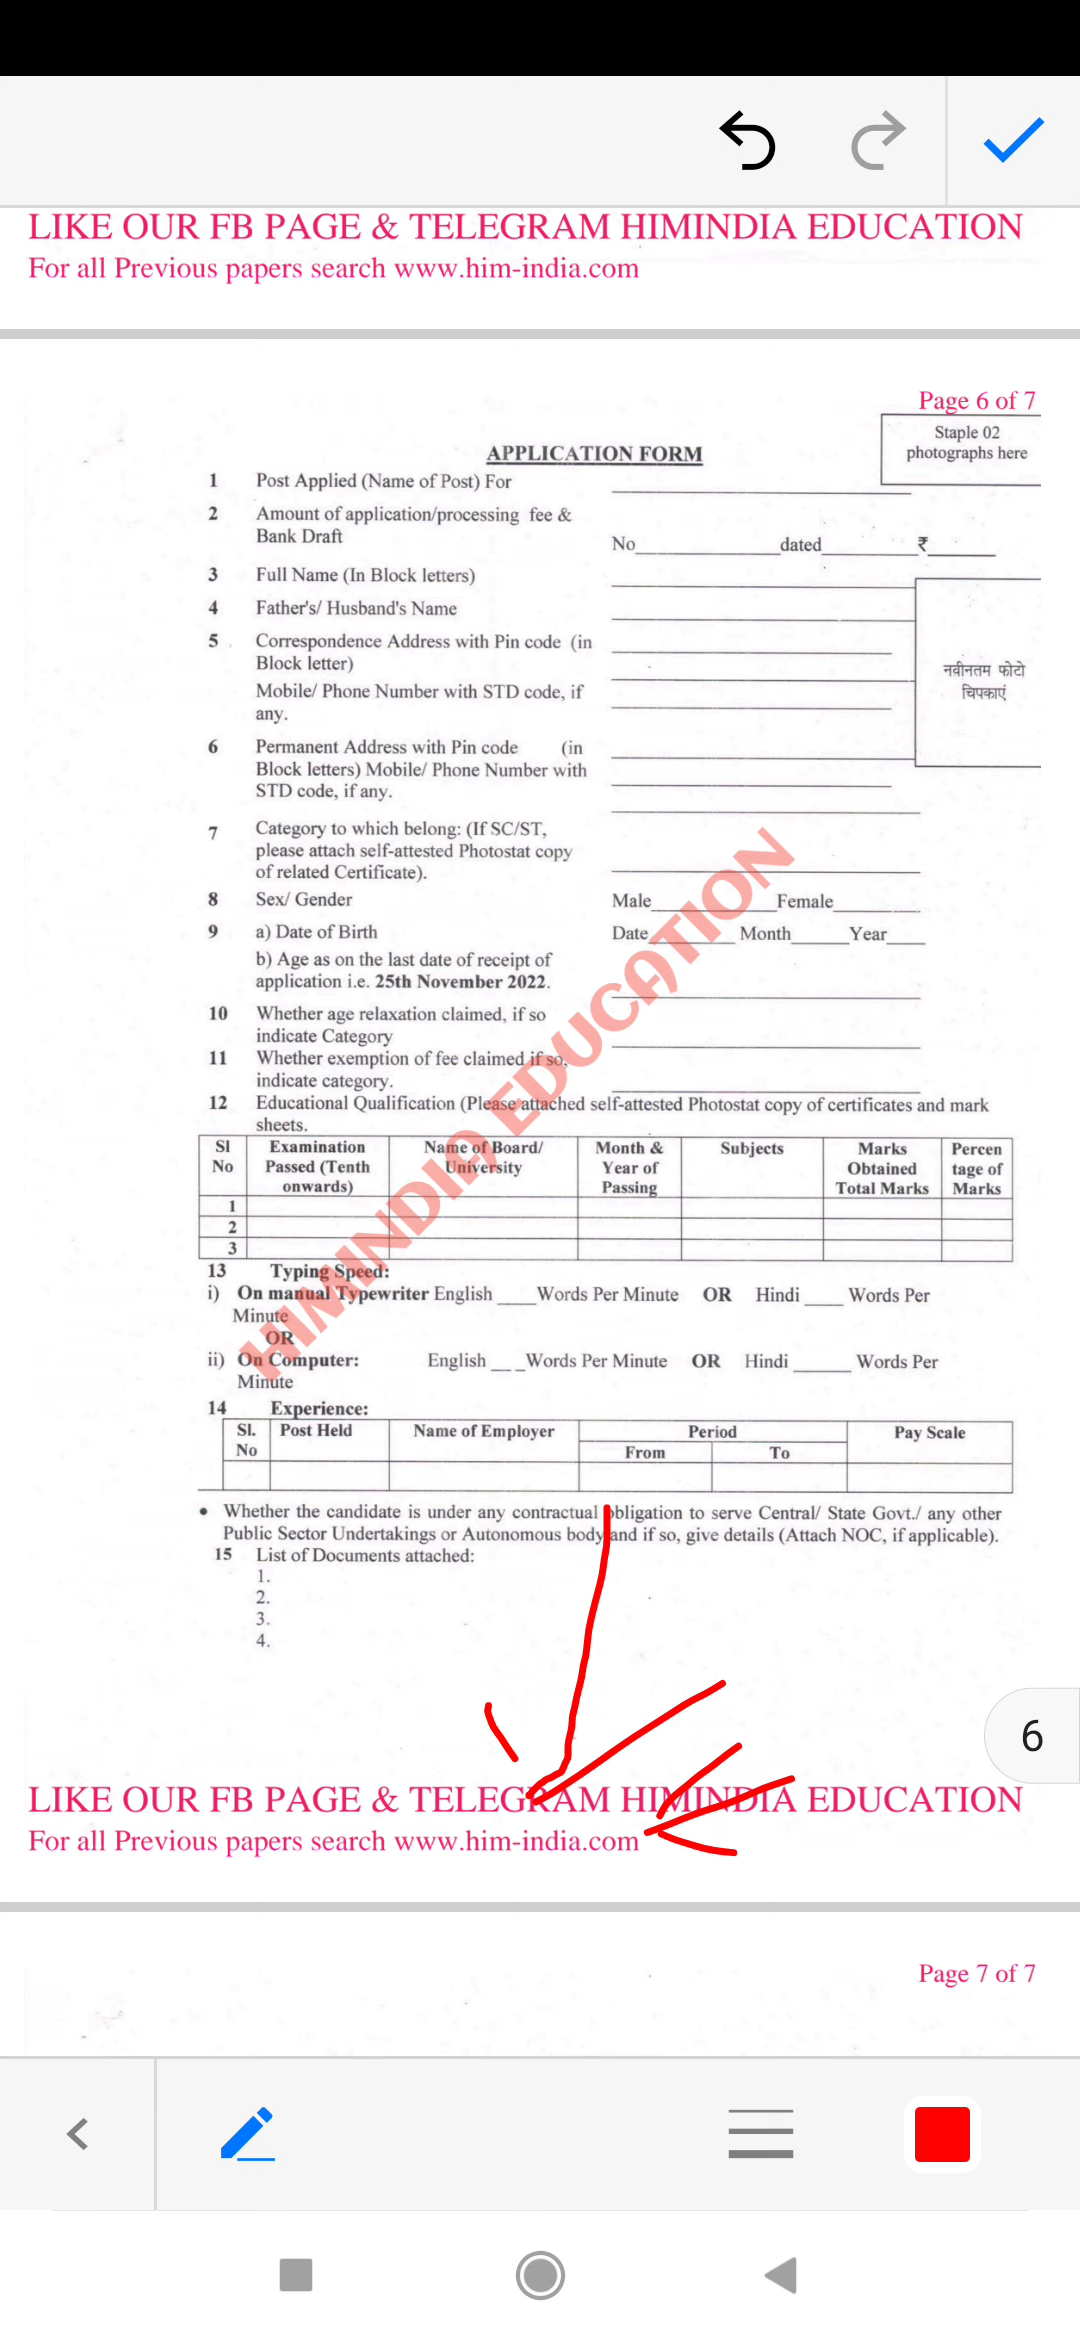 LIKE OUR FB PAGE & TELEGRAM HIMINDIA EDUCATION
For all Previous papers search www.him-india.com
Page 6 of 7
Staple 02
photographs here
APPLICATION FORM
1 Post Applied (Name of Post) For
2 Amount of application/processing fee &
Bank Draft
No____________dated________₹______
3 Full Name (In Block letters)
4 Father's/ Husband's Name
5 Correspondence Address with Pin code (in
Block letter)
Mobile/ Phone Number with STD code, if
any.
नवीनतम फोटो
चिपकाएं
6 Permanent Address with Pin code (in
Block letters) Mobile/ Phone Number with
STD code, if any.
7 Category to which belong: (If SC/ST,
please attach self-attested Photostat copy
of related Certificate).
8 Sex/ Gender Male__________Female_______
9 a) Date of Birth Date_______ Month_____Year___
b) Age as on the last date of receipt of
application i.e. 25th November 2022.
10 Whether age relaxation claimed, if so
indicate Category
11 Whether exemption of fee claimed if so,
indicate category.
12 Educational Qualification (Please attached self-attested Photostat copy of certificates and mark
sheets.
Sl No Examination Passed (Tenth onwards) Name of Board/ University Month & Year of Passing Subjects Marks Obtained Total Marks Percen tage of Marks
1
2
3
13 Typing Speed:
i) On manual Typewriter English ____Words Per Minute OR Hindi ____ Words Per
Minute
OR
ii) On Computer: English __ _Words Per Minute OR Hindi ______ Words Per
Minute
14 Experience:
Sl. No Post Held Name of Employer Period Pay Scale
From To
• Whether the candidate is under any contractual obligation to serve Central/ State Govt./ any other
Public Sector Undertakings or Autonomous body and if so, give details (Attach NOC, if applicable).
15 List of Documents attached:
1.
2.
3.
4.
HIMINDIA EDUCATION
6
LIKE OUR FB PAGE & TELEGRAM HIMINDIA EDUCATION
For all Previous papers search www.him-india.com
Page 7 of 7